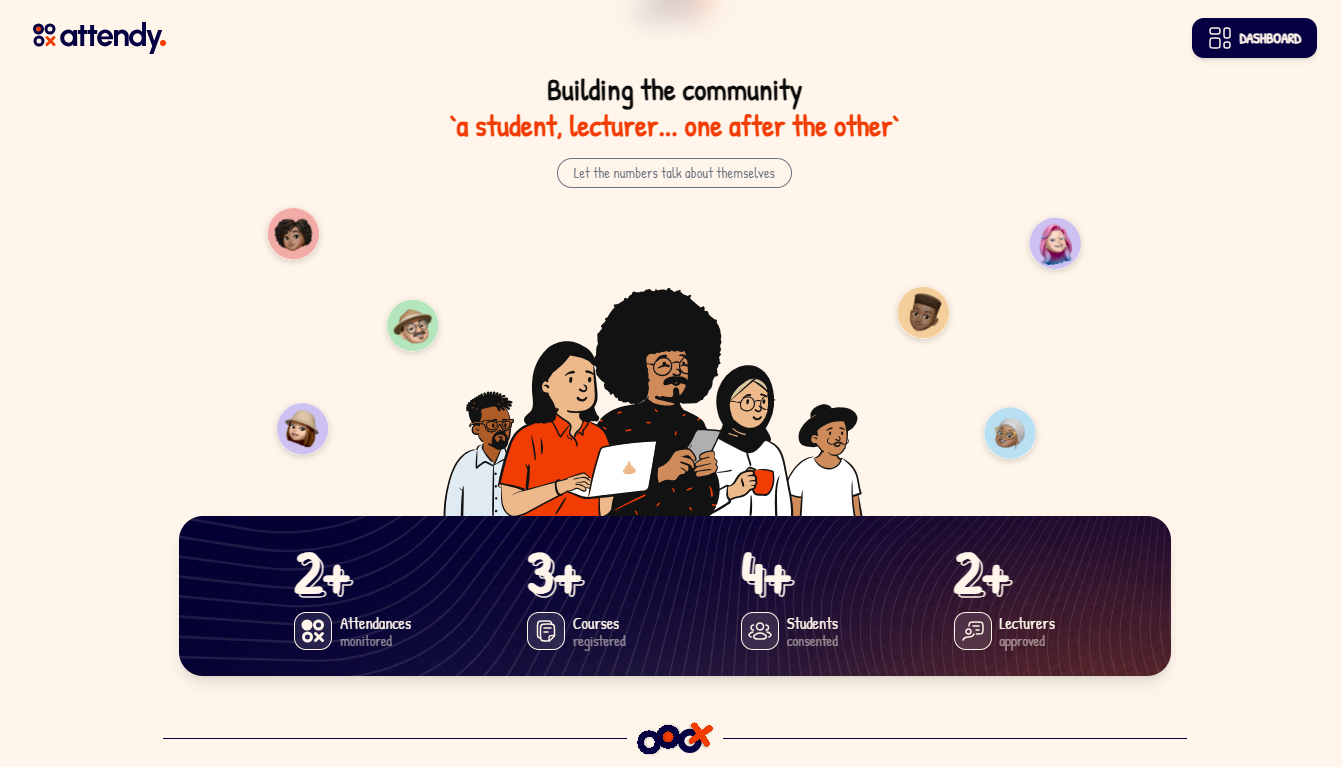 attendy.
DASHBOARD
Building the community
`a student, lecturer... one after the other`
Let the numbers talk about themselves
2+
Attendances
monitored
3+
Courses
registered
4+
Students
consented
2+
Lecturers
approved